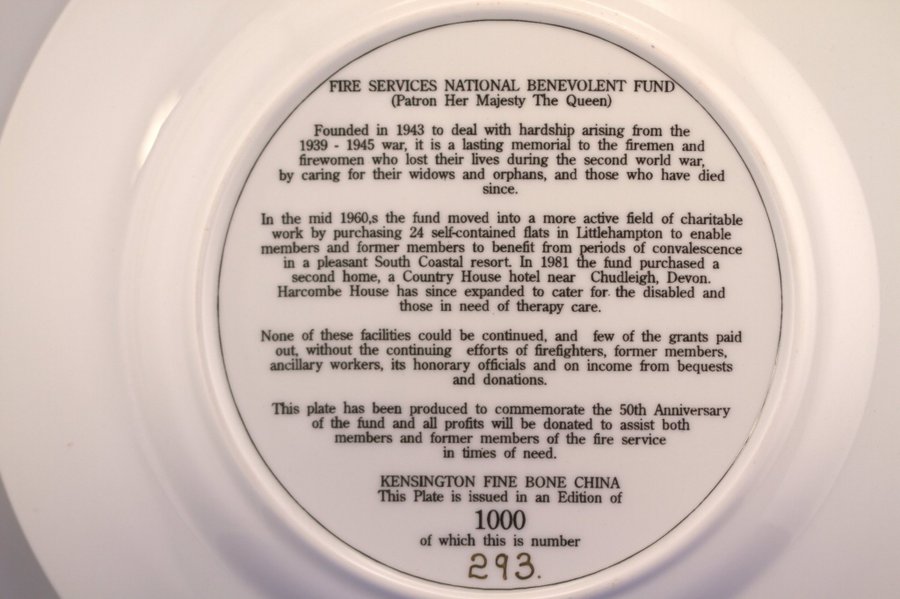 FIRE SERVICES NATIONAL BENEVOLENT FUND
(Patron Her Majesty The Queen)
Founded in 1943 to deal with hardship arising from the
1939 - 1945 war, it is a lasting memorial to the firemen and
firewomen who lost their lives during the second world war,
by caring for their widows and orphans, and those who have died
since.
In the mid 1960,s the fund moved into a more active field of charitable
work by purchasing 24 self-contained flats in Littlehampton to enable
members and former members to benefit from periods of convalescence
in a pleasant South Coastal resort. In 1981 the fund purchased a
second home, a Country House hotel near Chudleigh, Devon.
Harcombe House has since expanded to cater for the disabled and
those in need of therapy care.
None of these facilities could be continued, and few of the grants paid
out, without the continuing efforts of firefighters, former members,
ancillary workers, its honorary officials and on income from bequests
and donations.
This plate has been produced to commemorate the 50th Anniversary
of the fund and all profits will be donated to assist both
members and former members of the fire service
in times of need.
KENSINGTON FINE BONE CHINA
This Plate is issued in an Edition of
1000
of which this is number
293.